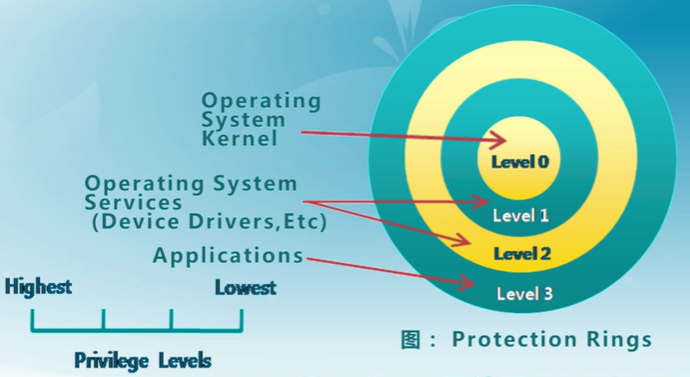 Operating
System
Kernel
Level 0
Operating System
Services
(Device Drivers,Etc)
Level 1
Applications
Level 2
Highest
Lowest
Level 3
图： Protection Rings
Privilege Levels